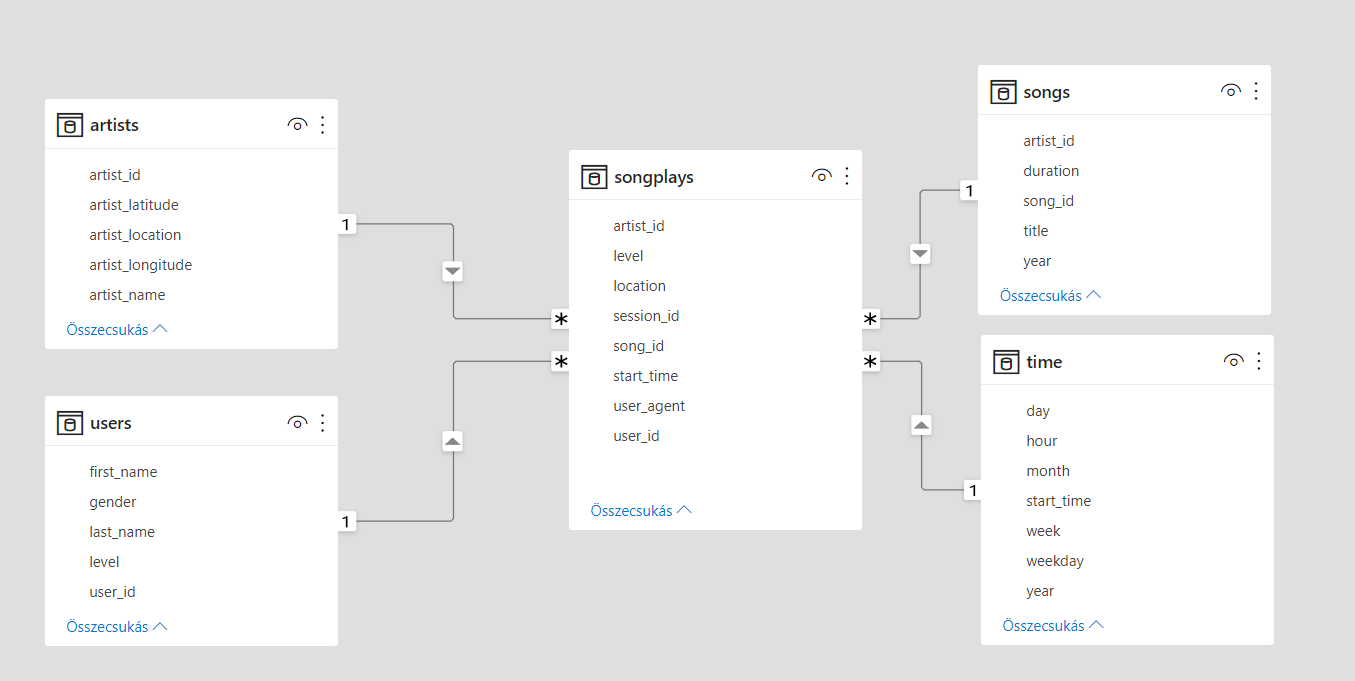 artists
artist_id
artist_latitude
artist_location
artist_longitude
artist_name
Összecsukás
users
first_name
gender
last_name
level
user_id
Összecsukás
1
1
*
*
songplays
artist_id
level
location
session_id
song_id
start_time
user_agent
user_id
Összecsukás
*
*
1
1
songs
artist_id
duration
song_id
title
year
Összecsukás
time
day
hour
month
start_time
week
weekday
year
Összecsukás